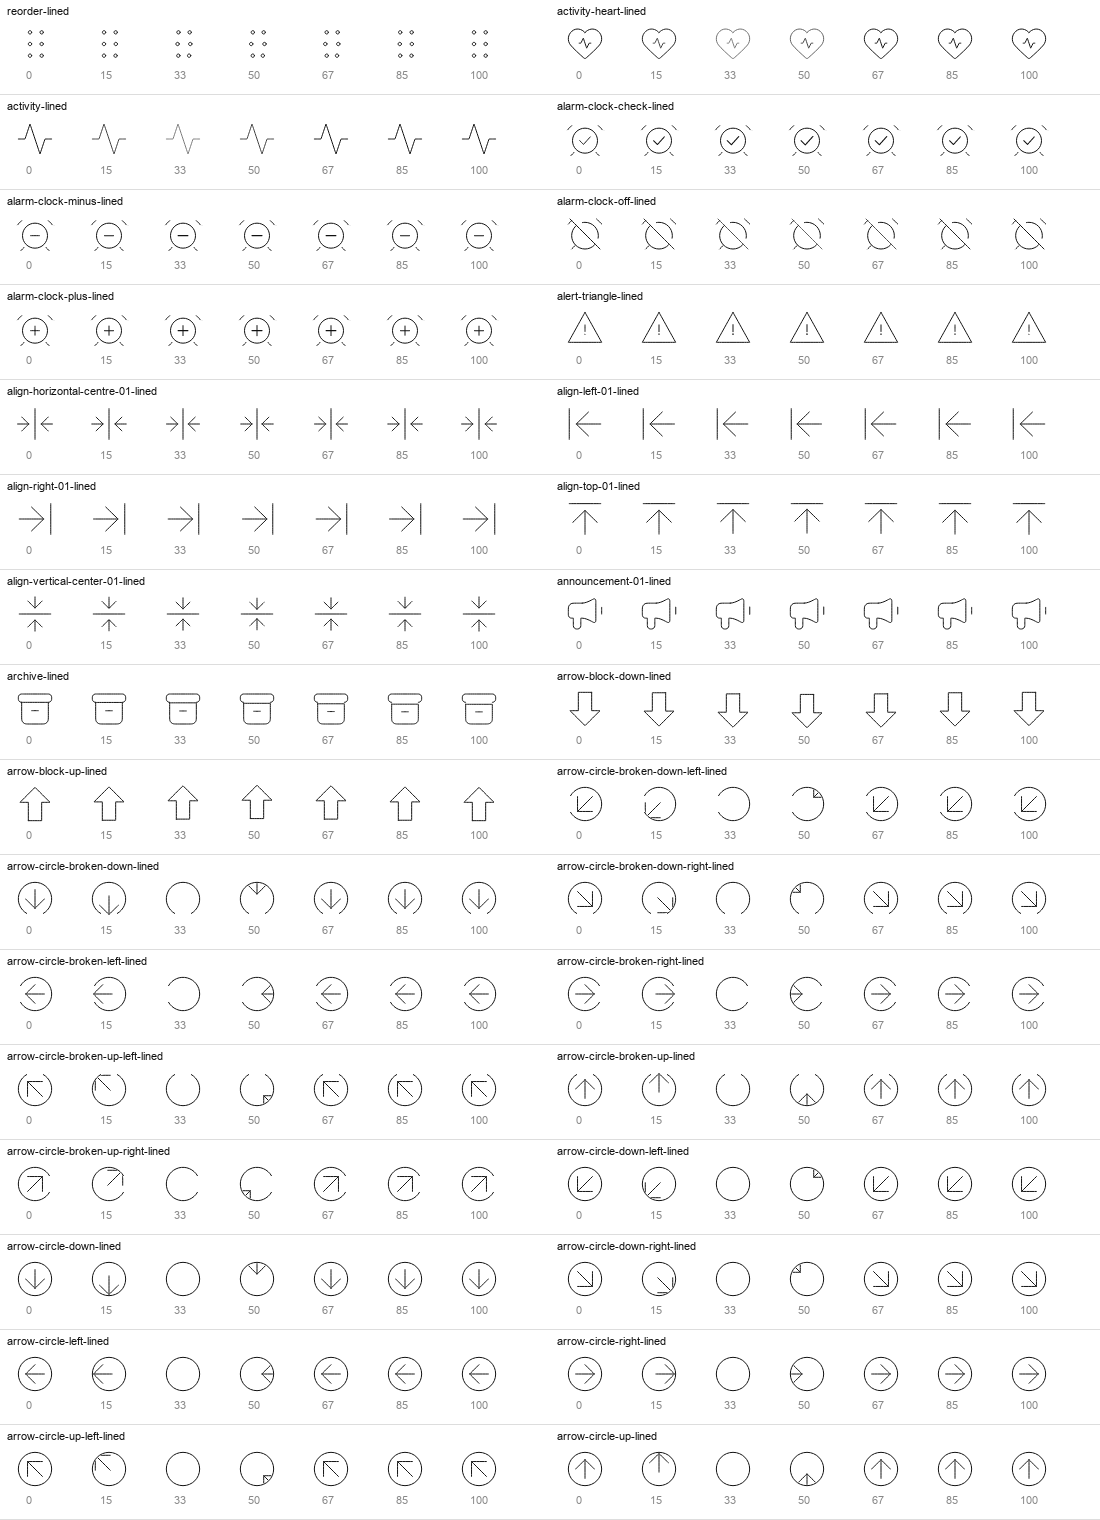 reorder-lined
activity-heart-lined
0 15 33 50 67 85 100
0 15 33 50 67 85 100
activity-lined
alarm-clock-check-lined
0 15 33 50 67 85 100
0 15 33 50 67 85 100
alarm-clock-minus-lined
alarm-clock-off-lined
0 15 33 50 67 85 100
0 15 33 50 67 85 100
alarm-clock-plus-lined
alert-triangle-lined
0 15 33 50 67 85 100
0 15 33 50 67 85 100
align-horizontal-centre-01-lined
align-left-01-lined
0 15 33 50 67 85 100
0 15 33 50 67 85 100
align-right-01-lined
align-top-01-lined
0 15 33 50 67 85 100
0 15 33 50 67 85 100
align-vertical-center-01-lined
announcement-01-lined
0 15 33 50 67 85 100
0 15 33 50 67 85 100
archive-lined
arrow-block-down-lined
0 15 33 50 67 85 100
0 15 33 50 67 85 100
arrow-block-up-lined
arrow-circle-broken-down-left-lined
0 15 33 50 67 85 100
0 15 33 50 67 85 100
arrow-circle-broken-down-lined
arrow-circle-broken-down-right-lined
0 15 33 50 67 85 100
0 15 33 50 67 85 100
arrow-circle-broken-left-lined
arrow-circle-broken-right-lined
0 15 33 50 67 85 100
0 15 33 50 67 85 100
arrow-circle-broken-up-left-lined
arrow-circle-broken-up-lined
0 15 33 50 67 85 100
0 15 33 50 67 85 100
arrow-circle-broken-up-right-lined
arrow-circle-down-left-lined
0 15 33 50 67 85 100
0 15 33 50 67 85 100
arrow-circle-down-lined
arrow-circle-down-right-lined
0 15 33 50 67 85 100
0 15 33 50 67 85 100
arrow-circle-left-lined
arrow-circle-right-lined
0 15 33 50 67 85 100
0 15 33 50 67 85 100
arrow-circle-up-left-lined
arrow-circle-up-lined
0 15 33 50 67 85 100
0 15 33 50 67 85 100